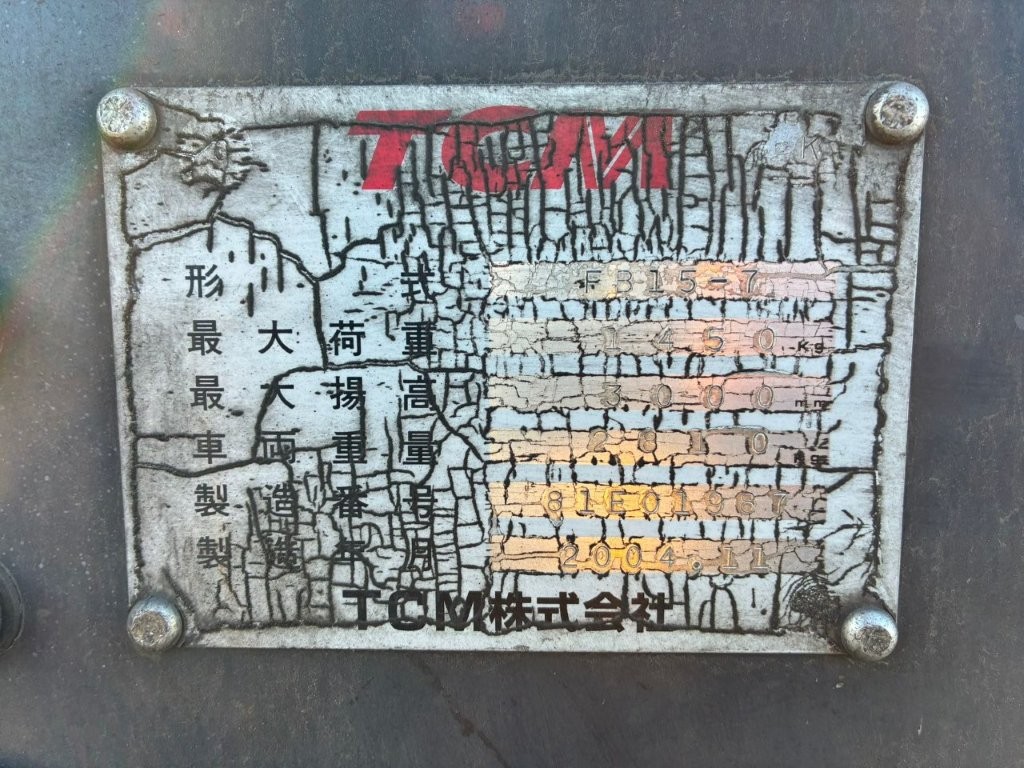 TCM
形式 FB15-7
最大荷重 1450 Kg
最大揚高 3000 mm
車両重量 2810 Kg
製造番号 81E01987
製造年月 2004.11
TCM株式会社